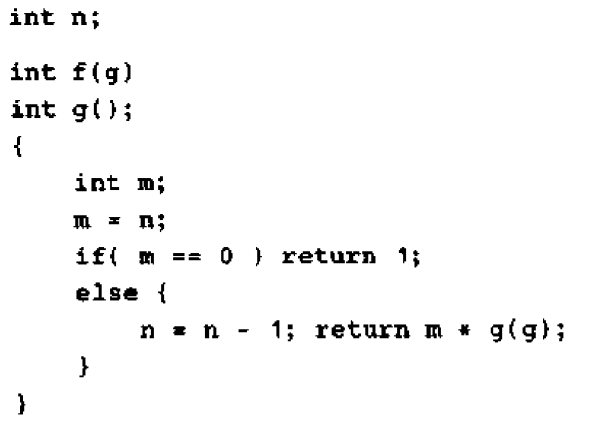 int n;
int f(g)
int g();
{
int m;
m = n;
if( m == 0 ) return 1;
else {
n = n - 1; return m * g(g);
}
}